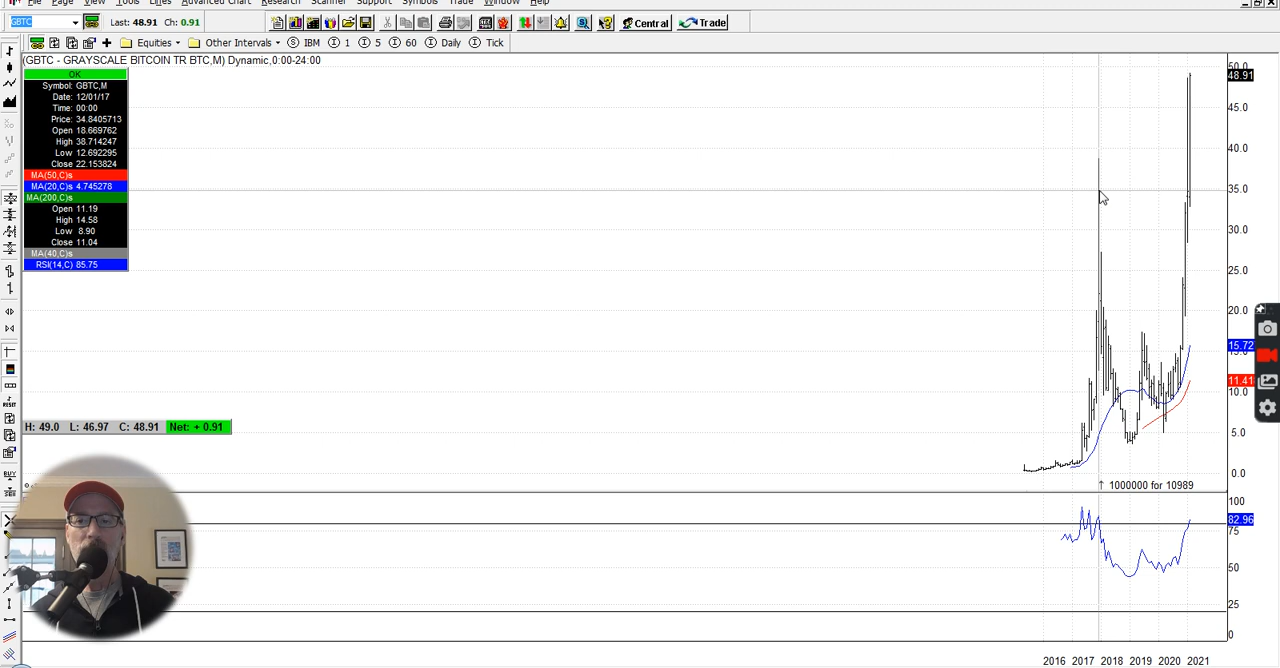 File View Tools Lines Advanced Chart Research Scanner Support Symbols Trade Window Help
GBTC Last: 48.91 Ch: 0.91 Central Trade
Equities Other Intervals IBM 1 5 60 Daily Tick
(GBTC - GRAYSCALE BITCOIN TR BTC,M) Dynamic,0:00-24:00
OK
Symbol: GBTC,M
Date: 12/01/17
Time: 00:00
Price: 34.8405713
Open 18.669762
High 38.714247
Low 12.692295
Close 22.153824
MA(50,C)s
MA(20,C)s 4.745278
MA(200,C)s
Open 11.19
High 14.58
Low 8.90
Close 11.04
MA(40,C)s
RSI(14,C) 85.75
50.0
48.91
45.0
40.0
35.0
30.0
25.0
20.0
15.72
15.0
11.41
10.0
5.0
0.0
H: 49.0 L: 46.97 C: 48.91 Net: + 0.91
↑ 1000000 for 10989
100
82.96
75
50
25
0
BUY
RESET
2016 2017 2018 2019 2020 2021